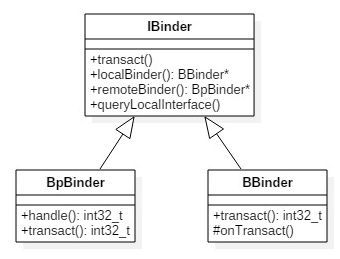 IBinder
+transact()
+localBinder(): BBinder*
+remoteBinder(): BpBinder*
+queryLocalInterface()
BpBinder
+handle(): int32_t
+transact(): int32_t
BBinder
+transact(): int32_t
#onTransact()